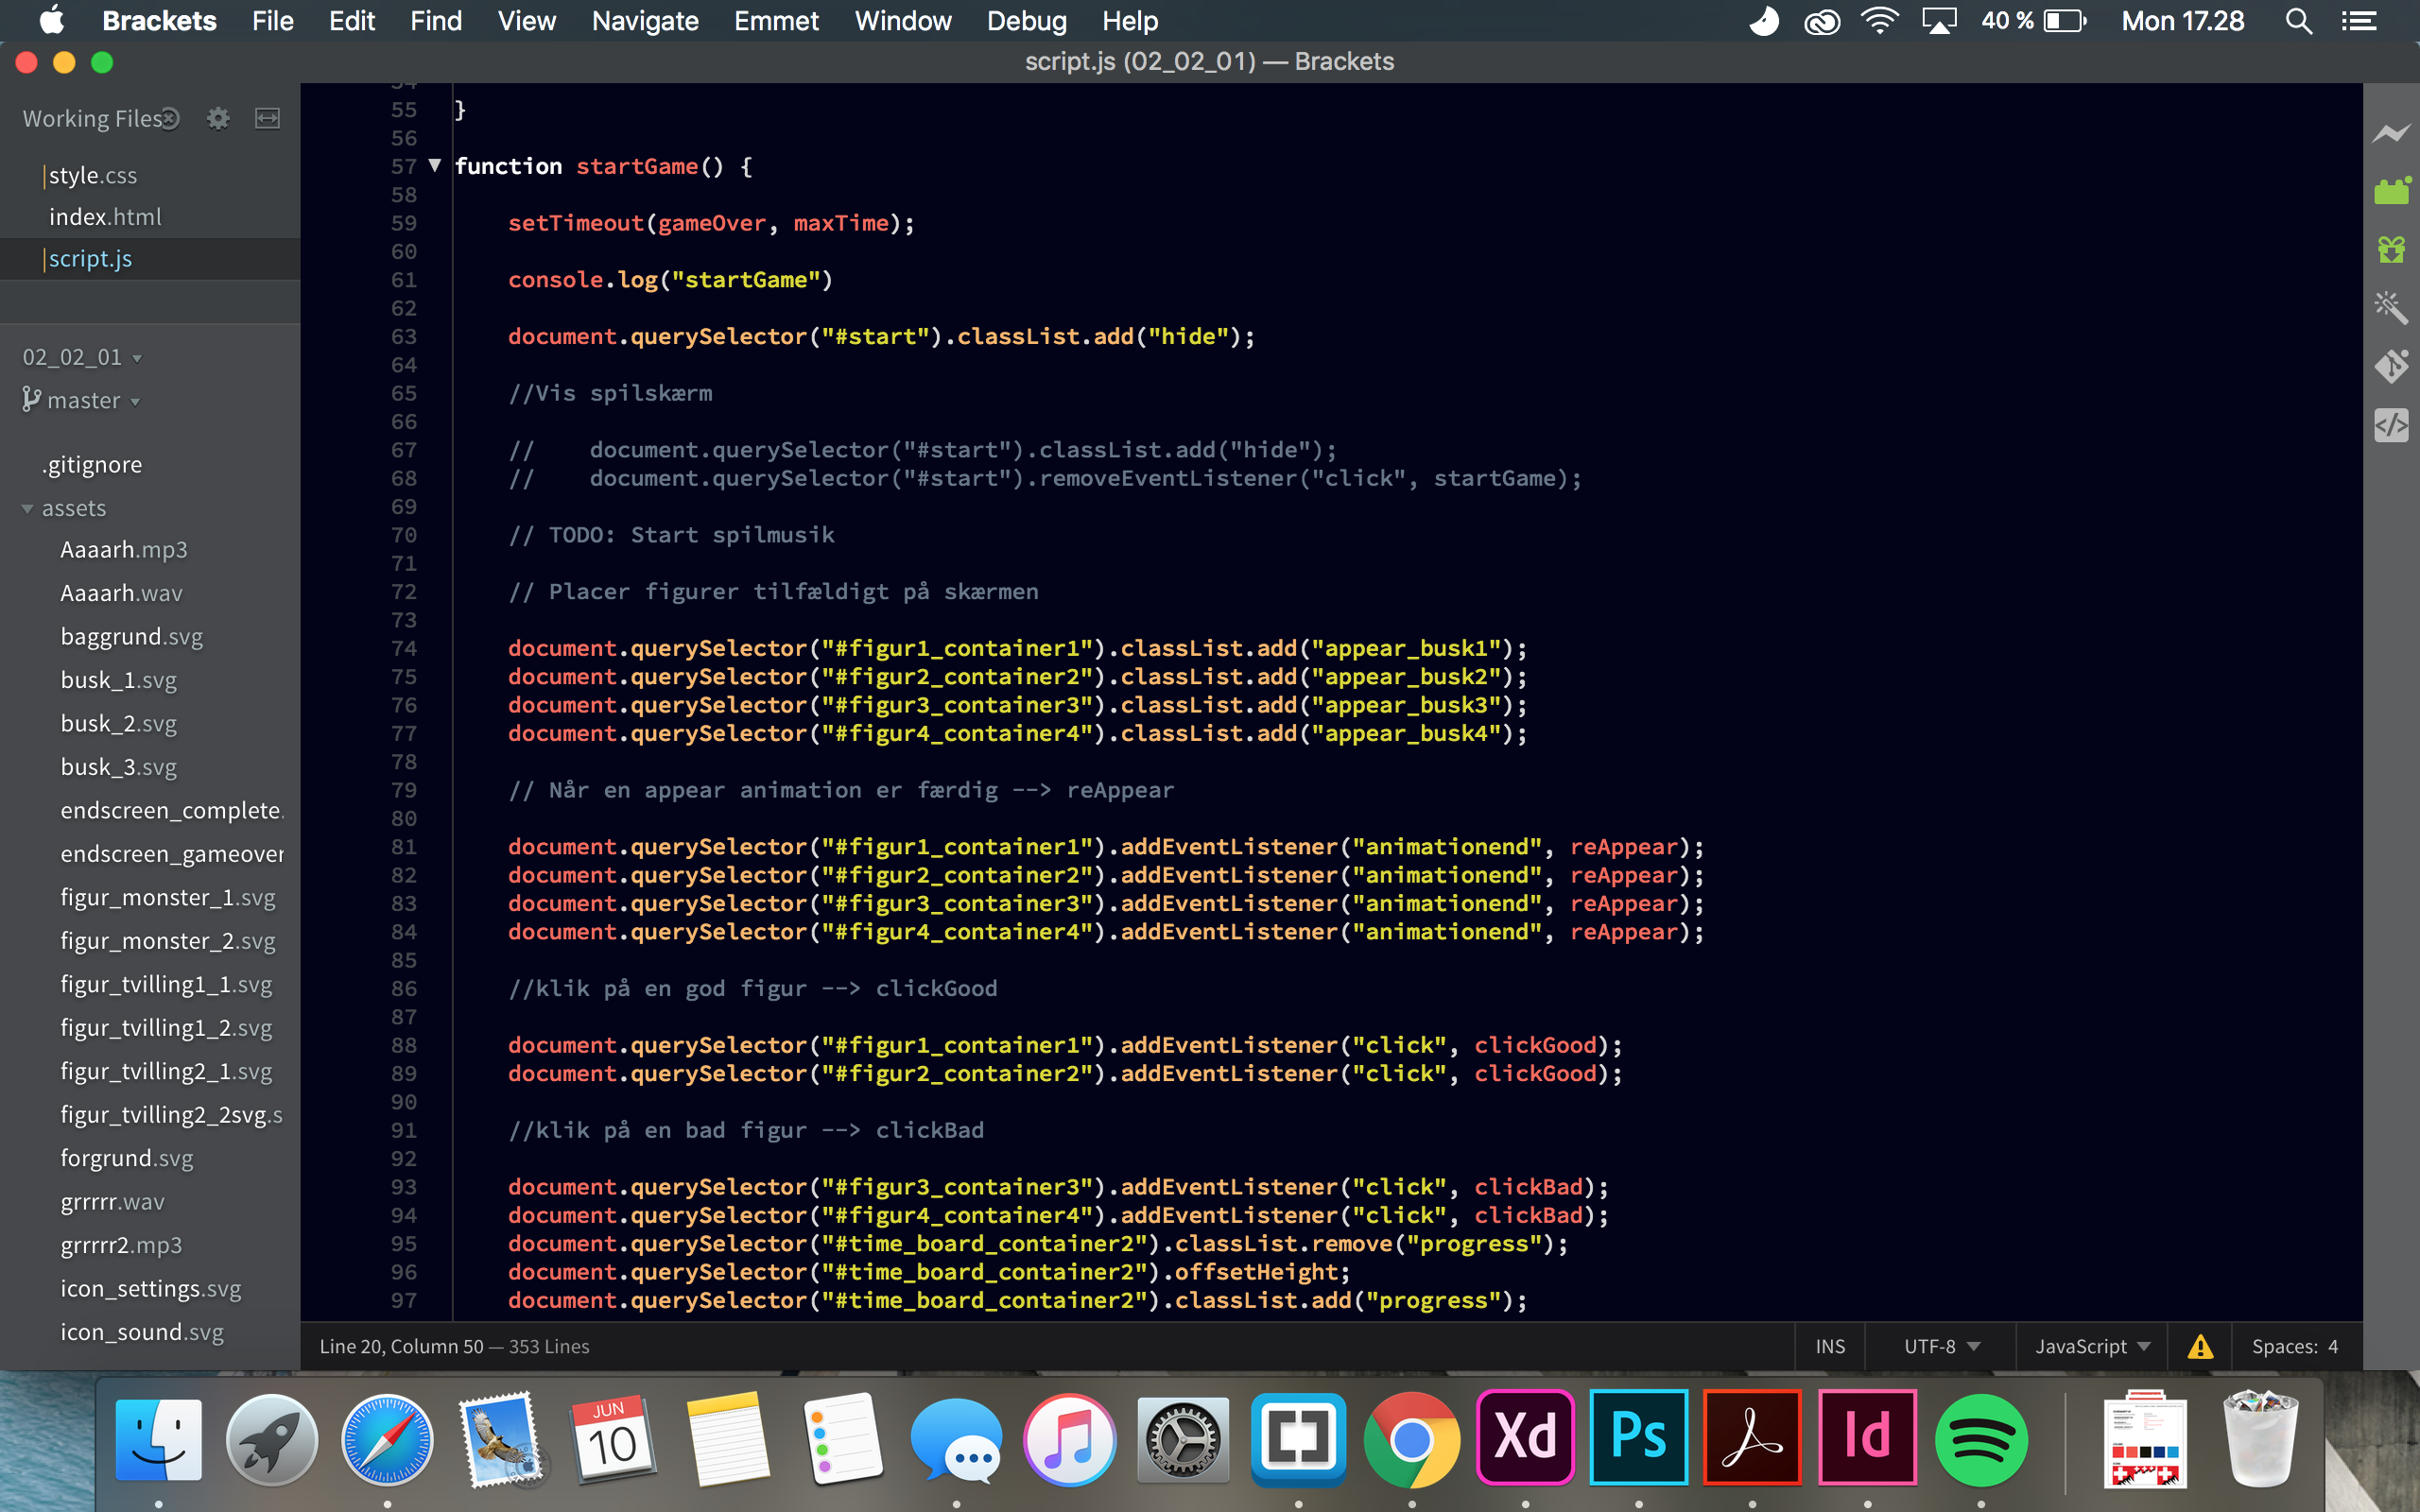 Brackets File Edit Find View Navigate Emmet Window Debug Help 40 % Mon 17.28
script.js (02_02_01) — Brackets
Working Files
style.css
index.html
script.js
02_02_01
master
.gitignore
assets
Aaaarh.mp3
Aaaarh.wav
baggrund.svg
busk_1.svg
busk_2.svg
busk_3.svg
endscreen_complete.
endscreen_gameover
figur_monster_1.svg
figur_monster_2.svg
figur_tvilling1_1.svg
figur_tvilling1_2.svg
figur_tvilling2_1.svg
figur_tvilling2_2svg.s
forgrund.svg
grrrrr.wav
grrrrr2.mp3
icon_settings.svg
icon_sound.svg
55 }
56
57 function startGame() {
58
59 setTimeout(gameOver, maxTime);
60
61 console.log("startGame")
62
63 document.querySelector("#start").classList.add("hide");
64
65 //Vis spilskærm
66
67 // document.querySelector("#start").classList.add("hide");
68 // document.querySelector("#start").removeEventListener("click", startGame);
69
70 // TODO: Start spilmusik
71
72 // Placer figurer tilfældigt på skærmen
73
74 document.querySelector("#figur1_container1").classList.add("appear_busk1");
75 document.querySelector("#figur2_container2").classList.add("appear_busk2");
76 document.querySelector("#figur3_container3").classList.add("appear_busk3");
77 document.querySelector("#figur4_container4").classList.add("appear_busk4");
78
79 // Når en appear animation er færdig --> reAppear
80
81 document.querySelector("#figur1_container1").addEventListener("animationend", reAppear);
82 document.querySelector("#figur2_container2").addEventListener("animationend", reAppear);
83 document.querySelector("#figur3_container3").addEventListener("animationend", reAppear);
84 document.querySelector("#figur4_container4").addEventListener("animationend", reAppear);
85
86 //klik på en god figur --> clickGood
87
88 document.querySelector("#figur1_container1").addEventListener("click", clickGood);
89 document.querySelector("#figur2_container2").addEventListener("click", clickGood);
90
91 //klik på en bad figur --> clickBad
92
93 document.querySelector("#figur3_container3").addEventListener("click", clickBad);
94 document.querySelector("#figur4_container4").addEventListener("click", clickBad);
95 document.querySelector("#time_board_container2").classList.remove("progress");
96 document.querySelector("#time_board_container2").offsetHeight;
97 document.querySelector("#time_board_container2").classList.add("progress");
Line 20, Column 50 — 353 Lines INS UTF-8 JavaScript Spaces: 4
JUN
10
Xd
Ps
Id